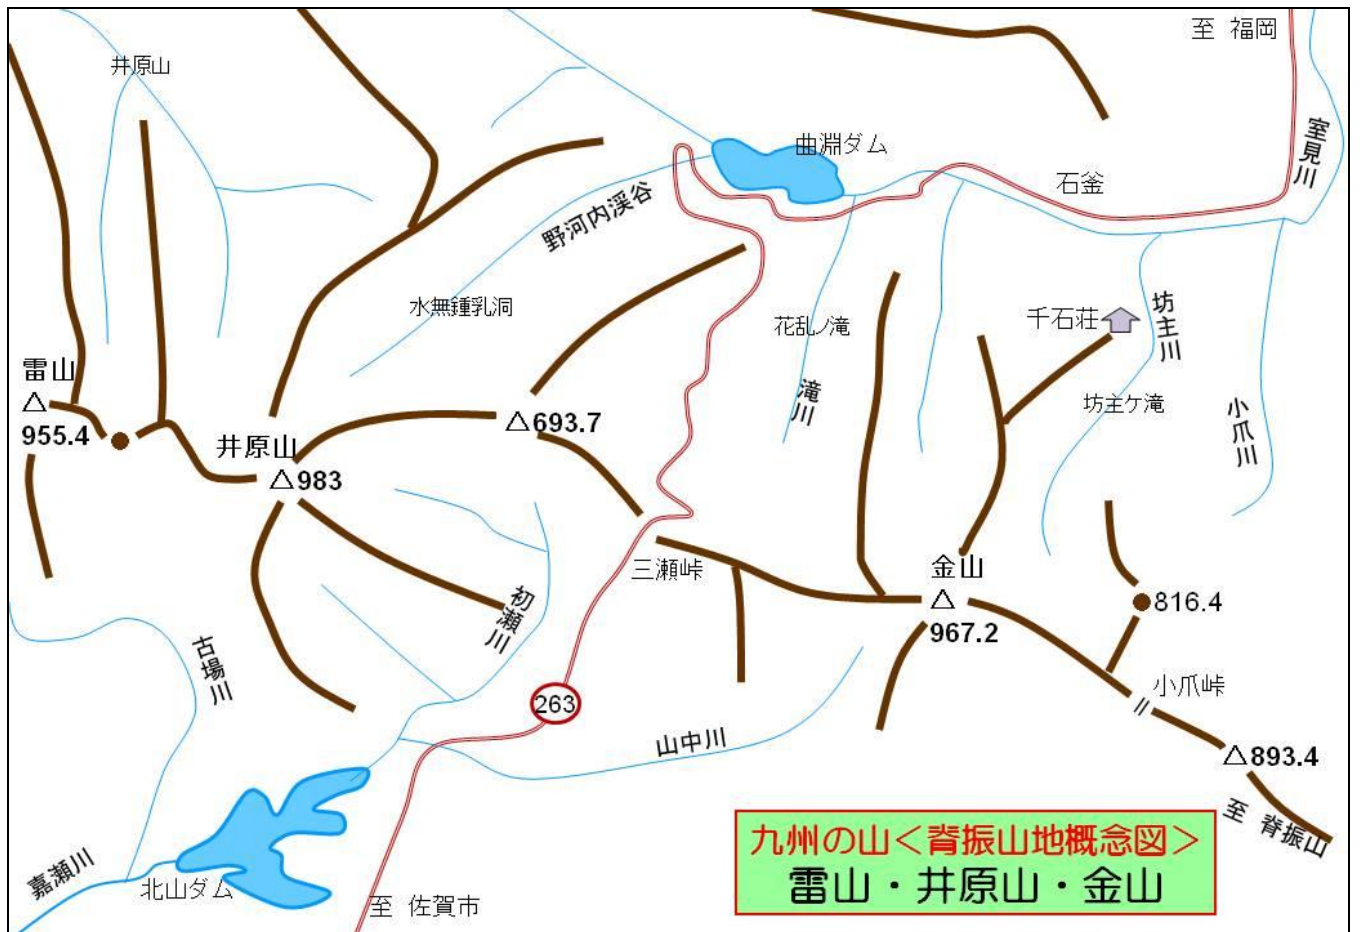 至 福岡
井原山
室見川
曲淵ダム
石釜
野河内渓谷
水無鍾乳洞
花乱ノ滝
千石荘
坊主川
雷山
955.4
滝川
坊主ケ滝
小爪川
693.7
井原山
983
三瀬峠
金山
967.2
816.4
初瀬川
古場川
小爪峠
263
山中川
893.4
至 脊振山
九州の山＜脊振山地概念図＞
雷山・井原山・金山
嘉瀬川
北山ダム
至 佐賀市